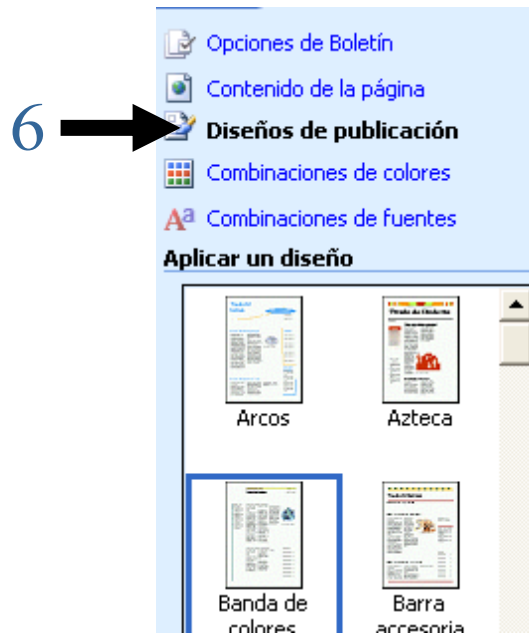 Opciones de Boletín
Contenido de la página
6
Diseños de publicación
Combinaciones de colores
Aa Combinaciones de fuentes
Aplicar un diseño
Arcos
Azteca
Banda de
colores
Barra
accesoria